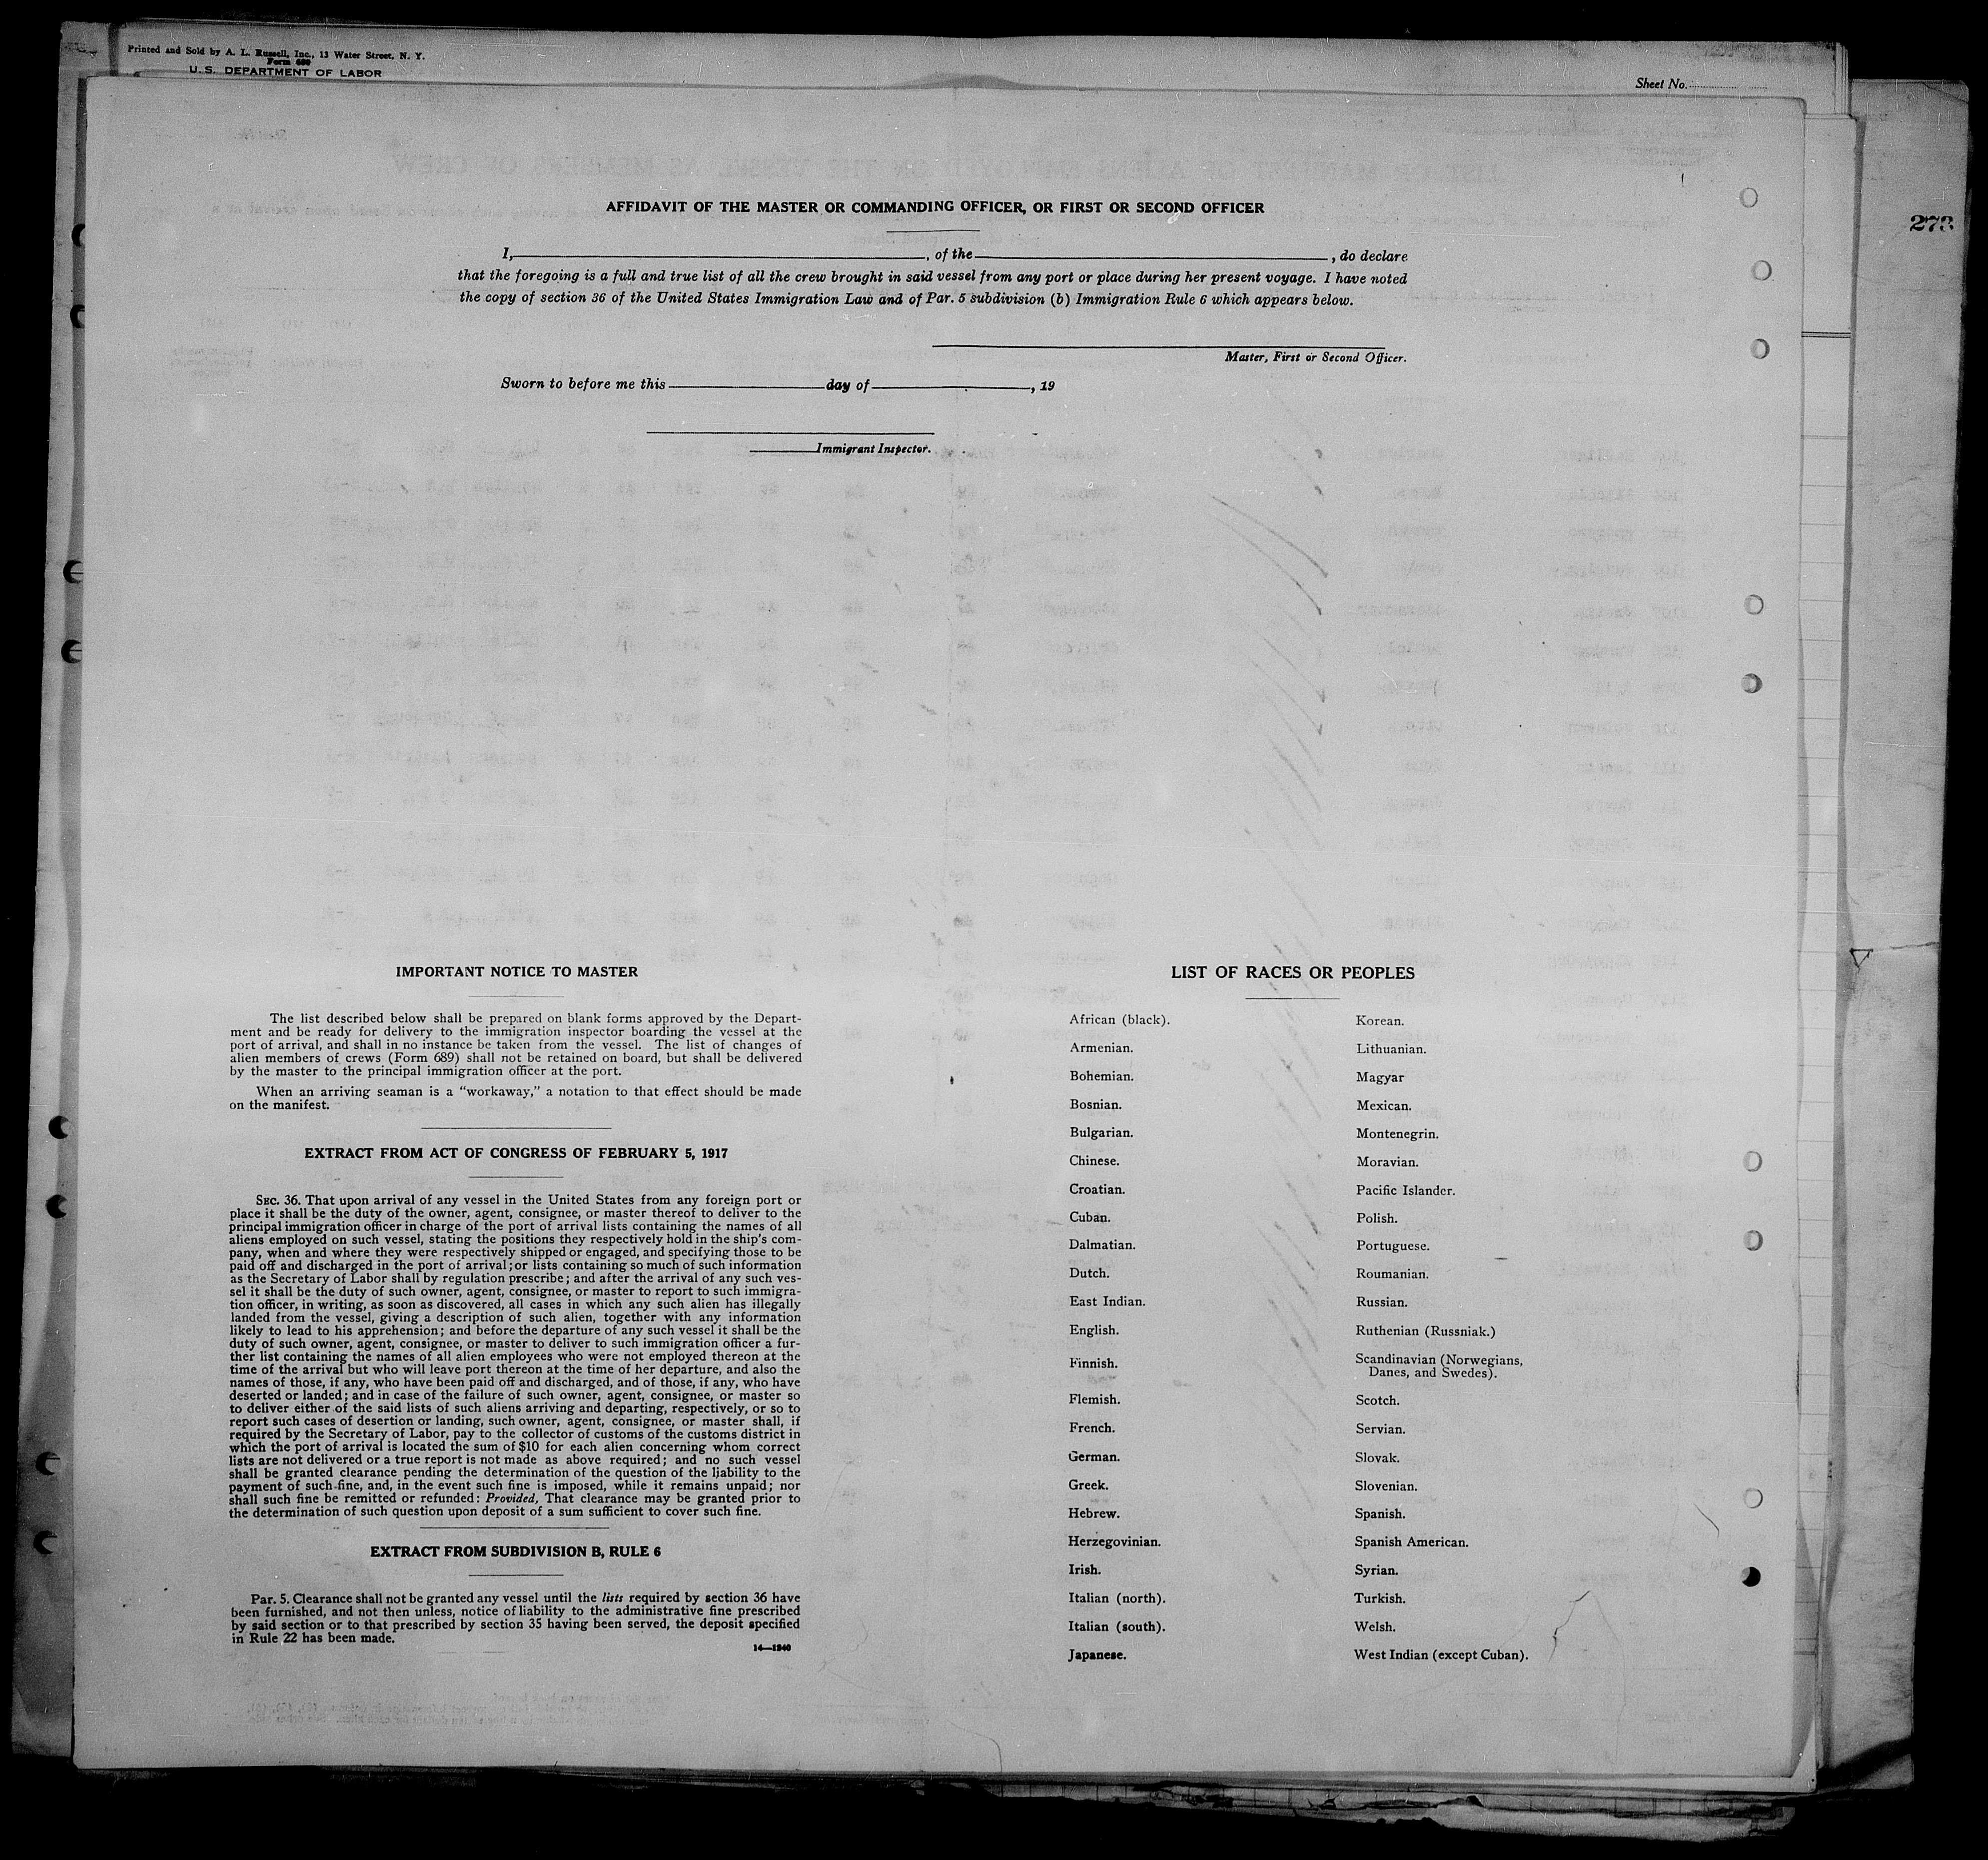 Printed and Sold by A. L. Russell, Inc., 13 Water Street, N. Y.
Form 689
U. S. DEPARTMENT OF LABOR
Sheet No.
273
AFFIDAVIT OF THE MASTER OR COMMANDING OFFICER, OR FIRST OR SECOND OFFICER
I, , of the , do declare
that the foregoing is a full and true list of all the crew brought in said vessel from any port or place during her present voyage. I have noted
the copy of section 36 of the United States Immigration Law and of Par. 5 subdivision (b) Immigration Rule 6 which appears below.
Master, First or Second Officer.
Sworn to before me this day of , 19
Immigrant Inspector.
IMPORTANT NOTICE TO MASTER
The list described below shall be prepared on blank forms approved by the Depart-
ment and be ready for delivery to the immigration inspector boarding the vessel at the
port of arrival, and shall in no instance be taken from the vessel. The list of changes of
alien members of crews (Form 689) shall not be retained on board, but shall be delivered
by the master to the principal immigration officer at the port.
When an arriving seaman is a "workaway," a notation to that effect should be made
on the manifest.
EXTRACT FROM ACT OF CONGRESS OF FEBRUARY 5, 1917
SEC. 36. That upon arrival of any vessel in the United States from any foreign port or
place it shall be the duty of the owner, agent, consignee, or master thereof to deliver to the
principal immigration officer in charge of the port of arrival lists containing the names of all
aliens employed on such vessel, stating the positions they respectively hold in the ship's com-
pany, when and where they were respectively shipped or engaged, and specifying those to be
paid off and discharged in the port of arrival; or lists containing so much of such information
as the Secretary of Labor shall by regulation prescribe; and after the arrival of any such ves-
sel it shall be the duty of such owner, agent, consignee, or master to report to such immigra-
tion officer, in writing, as soon as discovered, all cases in which any such alien has illegally
landed from the vessel, giving a description of such alien, together with any information
likely to lead to his apprehension; and before the departure of any such vessel it shall be the
duty of such owner, agent, consignee, or master to deliver to such immigration officer a fur-
ther list containing the names of all alien employees who were not employed thereon at the
time of the arrival but who will leave port thereon at the time of her departure, and also the
names of those, if any, who have been paid off and discharged, and of those, if any, who have
deserted or landed; and in case of the failure of such owner, agent, consignee, or master so
to deliver either of the said lists of such aliens arriving and departing, respectively, or so to
report such cases of desertion or landing, such owner, agent, consignee, or master shall, if
required by the Secretary of Labor, pay to the collector of customs of the customs district in
which the port of arrival is located the sum of $10 for each alien concerning whom correct
lists are not delivered or a true report is not made as above required; and no such vessel
shall be granted clearance pending the determination of the question of the liability to the
payment of such fine, and, in the event such fine is imposed, while it remains unpaid; nor
shall such fine be remitted or refunded: Provided, That clearance may be granted prior to
the determination of such question upon deposit of a sum sufficient to cover such fine.
EXTRACT FROM SUBDIVISION B, RULE 6
Par. 5. Clearance shall not be granted any vessel until the lists required by section 36 have
been furnished, and not then unless, notice of liability to the administrative fine prescribed
by said section or to that prescribed by section 35 having been served, the deposit specified
in Rule 22 has been made.
14—1240
LIST OF RACES OR PEOPLES
African (black).
Armenian.
Bohemian.
Bosnian.
Bulgarian.
Chinese.
Croatian.
Cuban.
Dalmatian.
Dutch.
East Indian.
English.
Finnish.
Flemish.
French.
German.
Greek.
Hebrew.
Herzegovinian.
Irish.
Italian (north).
Italian (south).
Japanese.
Korean.
Lithuanian.
Magyar
Mexican.
Montenegrin.
Moravian.
Pacific Islander.
Polish.
Portuguese.
Roumanian.
Russian.
Ruthenian (Russniak.)
Scandinavian (Norwegians,
Danes, and Swedes).
Scotch.
Servian.
Slovak.
Slovenian.
Spanish.
Spanish American.
Syrian.
Turkish.
Welsh.
West Indian (except Cuban).